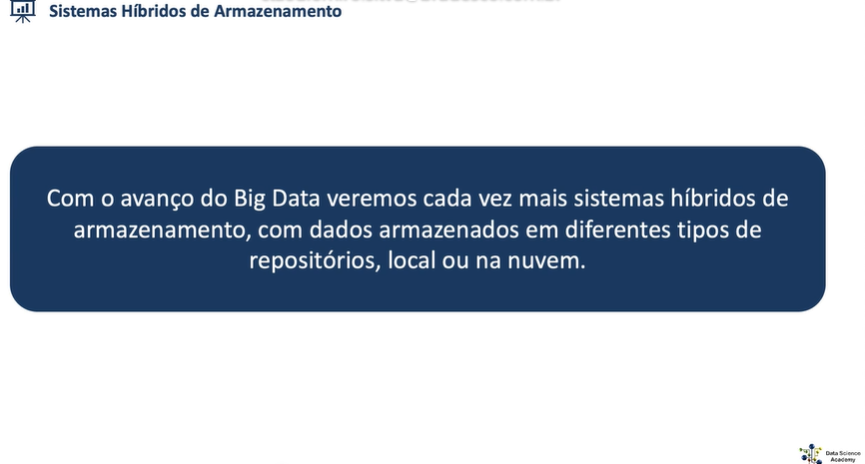 Sistemas Híbridos de Armazenamento
Com o avanço do Big Data veremos cada vez mais sistemas híbridos de
armazenamento, com dados armazenados em diferentes tipos de
repositórios, local ou na nuvem.
Data Science
Academy